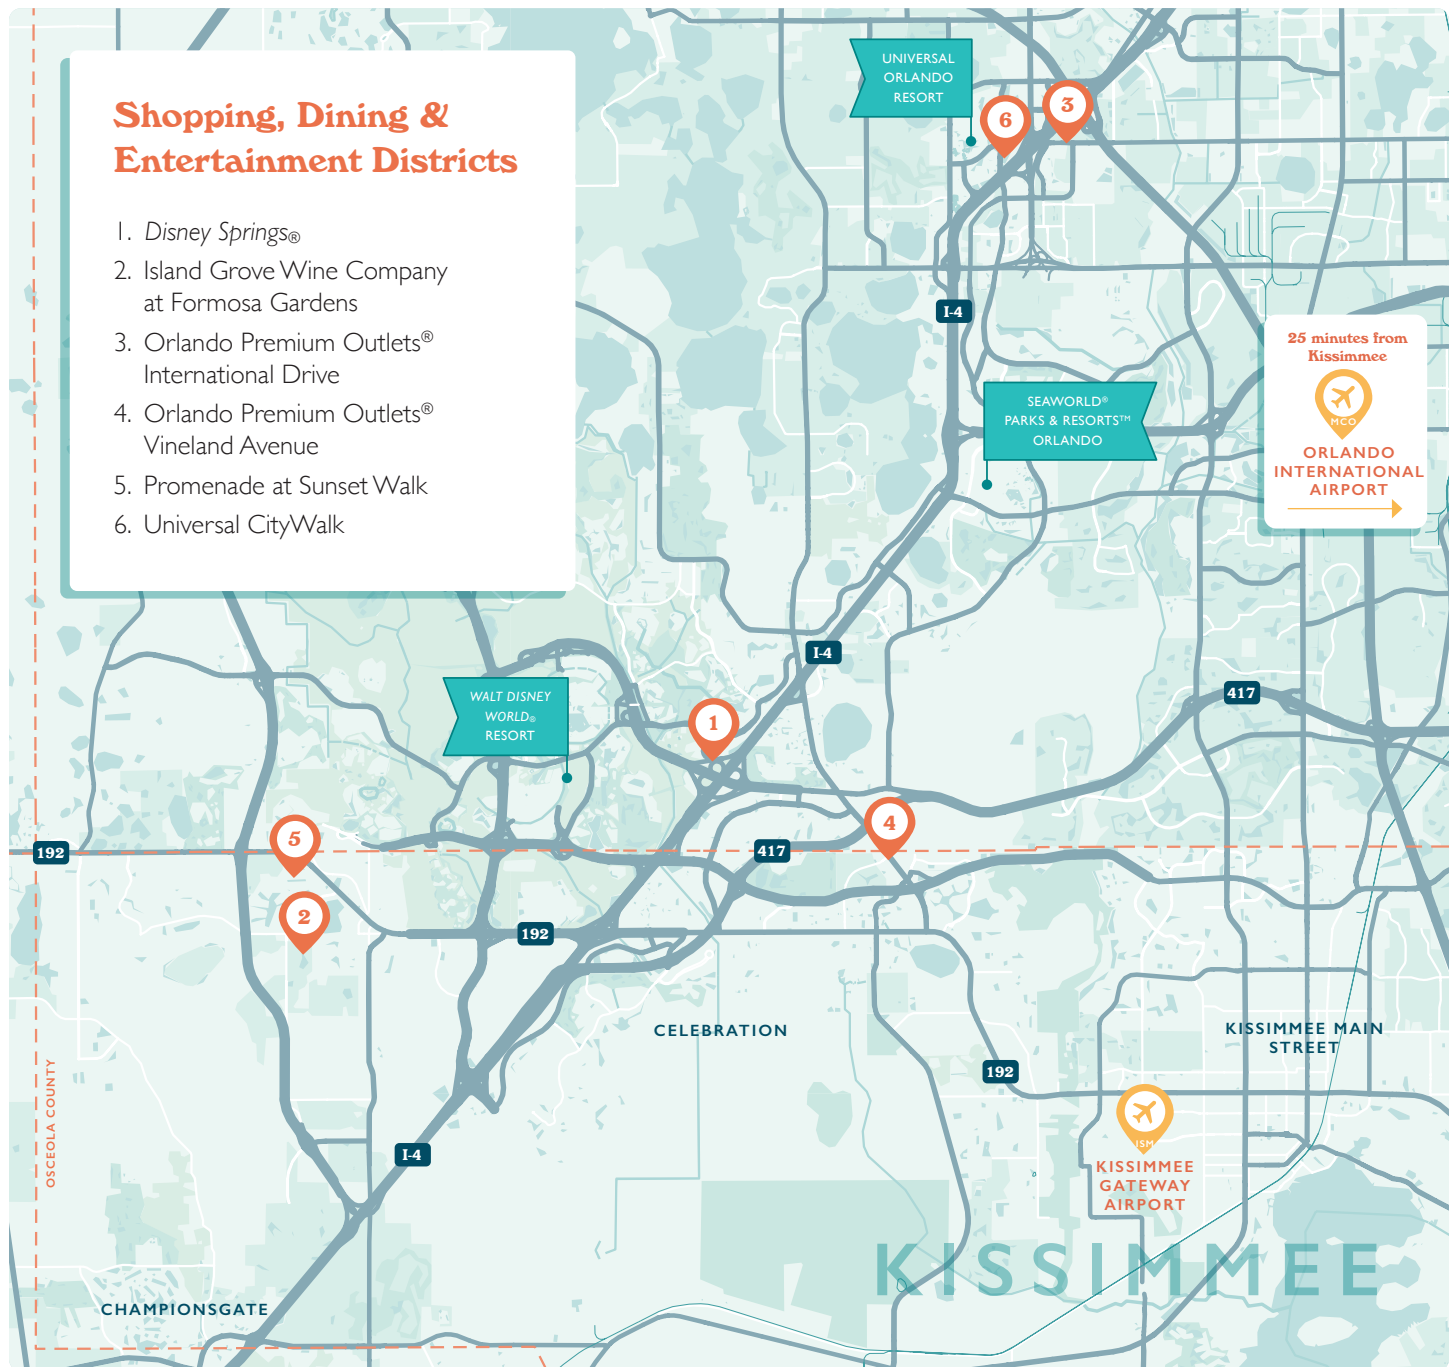 Shopping, Dining &
Entertainment Districts
1. Disney Springs®
2. Island Grove Wine Company
at Formosa Gardens
3. Orlando Premium Outlets®
International Drive
4. Orlando Premium Outlets®
Vineland Avenue
5. Promenade at Sunset Walk
6. Universal CityWalk
UNIVERSAL
ORLANDO
RESORT
6
3
I-4
25 minutes from
Kissimmee
MCO
ORLANDO
INTERNATIONAL
AIRPORT
SEAWORLD®
PARKS & RESORTS™
ORLANDO
I-4
417
WALT DISNEY
WORLD®
RESORT
1
4
5
192
417
2
192
CELEBRATION
KISSIMMEE MAIN
STREET
192
OSCEOLA COUNTY
I-4
ISM
KISSIMMEE
GATEWAY
AIRPORT
KISSIMMEE
CHAMPIONSGATE